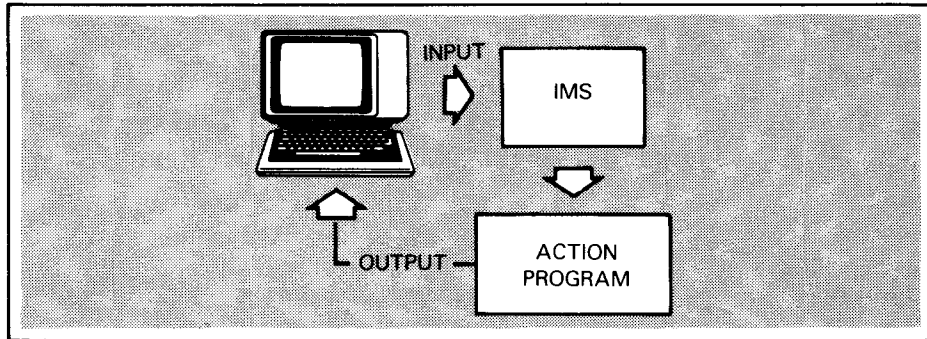 INPUT
IMS
ACTION
PROGRAM
OUTPUT